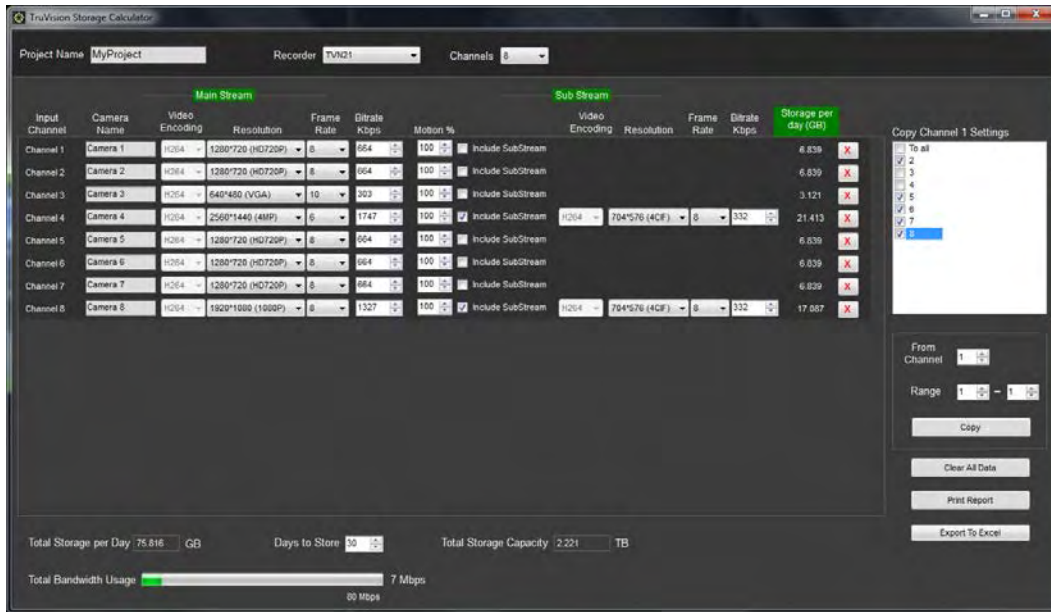 TruVision Storage Calculator
Project Name MyProject Recorder TVN21 Channels 8
Main Stream Sub Stream
Input Channel Camera Name Video Encoding Resolution Frame Rate Bitrate Kbps Motion % Video Encoding Resolution Frame Rate Bitrate Kbps Storage per day (GB)
Channel 1 Camera 1 H264 1280*720 (HD720P) 8 664 100 Include SubStream 6.839 X
Channel 2 Camera 2 H264 1280*720 (HD720P) 8 664 100 Include SubStream 6.839 X
Channel 3 Camera 3 H264 640*480 (VGA) 10 303 100 Include SubStream 3.121 X
Channel 4 Camera 4 H264 2560*1440 (4MP) 6 1747 100 Include SubStream H264 704*576 (4CIF) 8 332 21.413 X
Channel 5 Camera 5 H264 1280*720 (HD720P) 8 664 100 Include SubStream 6.839 X
Channel 6 Camera 6 H264 1280*720 (HD720P) 8 664 100 Include SubStream 6.839 X
Channel 7 Camera 7 H264 1280*720 (HD720P) 8 664 100 Include SubStream 6.839 X
Channel 8 Camera 8 H264 1920*1080 (1080P) 8 1327 100 Include SubStream H264 704*576 (4CIF) 8 332 17.087 X
Copy Channel 1 Settings
To all
2
3
4
5
6
7
8
From Channel 1
Range 1 - 1
Copy
Clear All Data
Print Report
Export To Excel
Total Storage per Day 75.816 GB Days to Store 30 Total Storage Capacity 2.221 TB
Total Bandwidth Usage 7 Mbps
80 Mbps